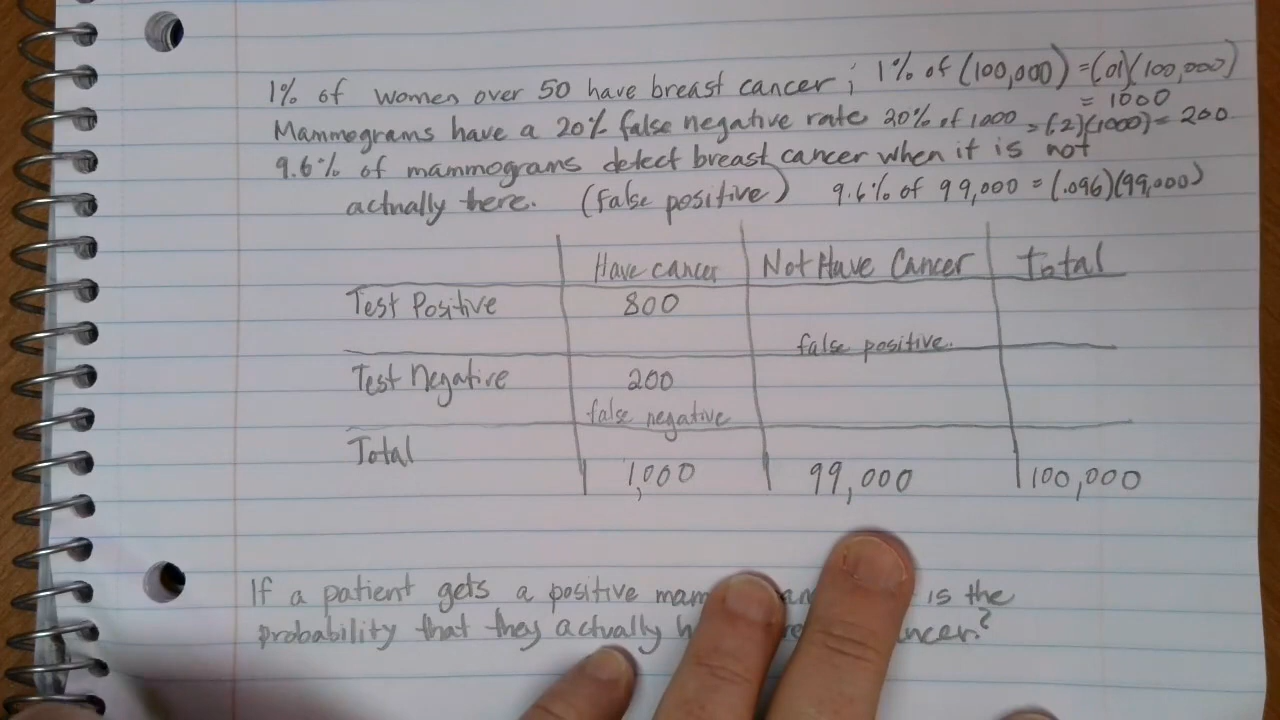 1% of women over 50 have breast cancer; 1% of (100,000) = (.01)(100,000)
= 1000
Mammograms have a 20% false negative rate 20% of 1000 = (.2)(1000) = 200
9.6% of mammograms detect breast cancer when it is not
actually there. (false positive) 9.6% of 99,000 = (.096)(99,000)
Have cancer Not Have Cancer Total
Test Positive 800
false positive.
Test Negative 200
false negative
Total
1,000 99,000 100,000
If a patient gets a positive is the
probability that they actually